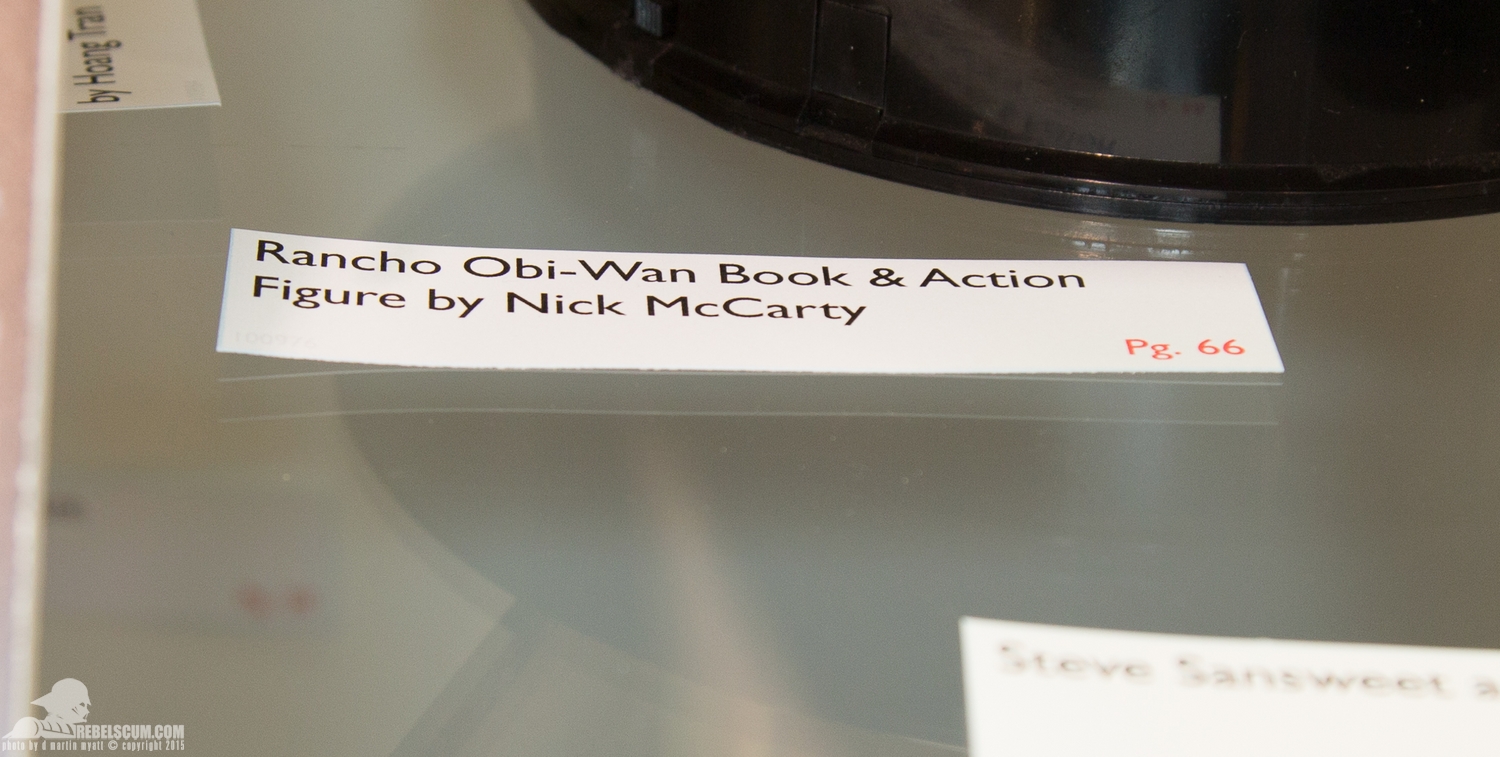 by Hoang Tran
Rancho Obi-Wan Book & Action
Figure by Nick McCarty
Pg. 66
Steve Sansweet a
REBELSCUM.COM
photo by d martin myatt © copyright 2015